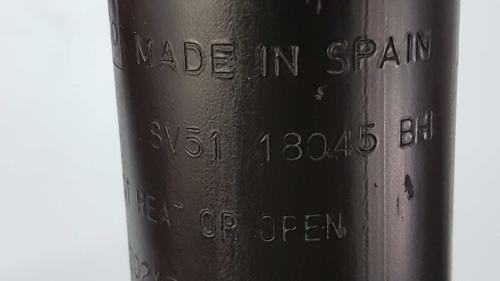 MADE IN SPAIN
SV51 18045 BH
T HEAT OR OPEN